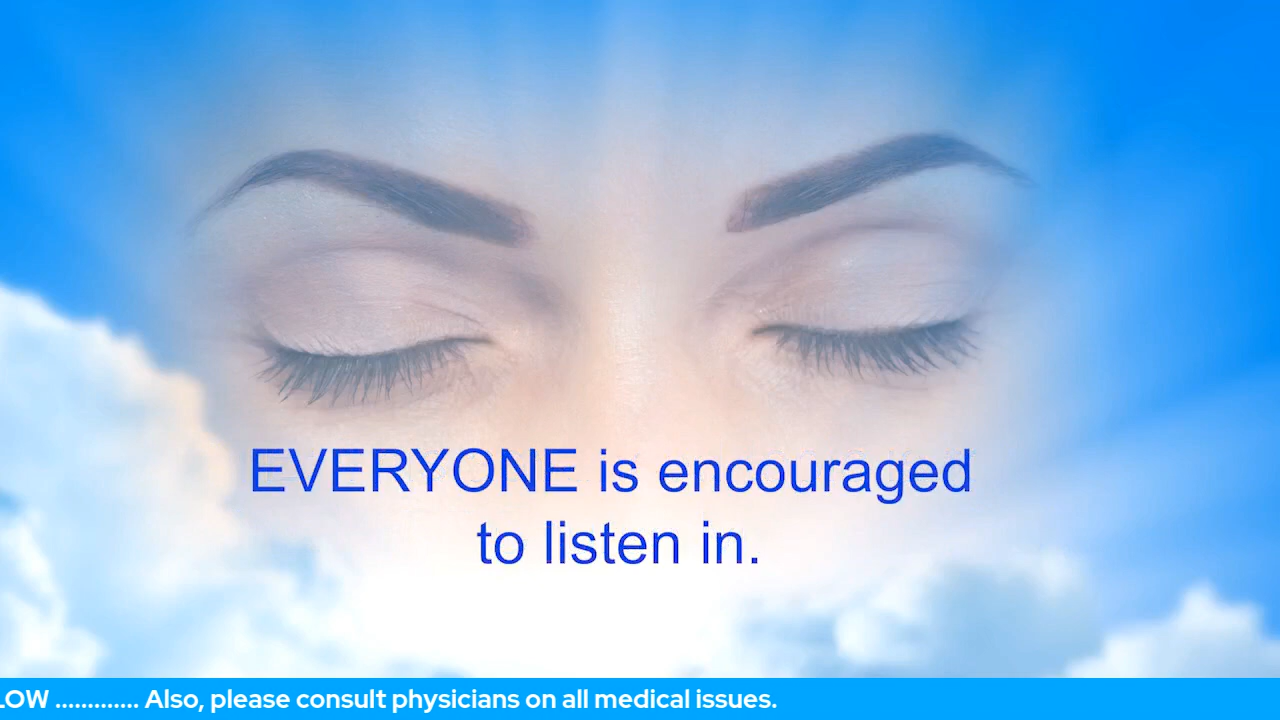 EVERYONE is encouraged
to listen in.
LOW ............. Also, please consult physicians on all medical issues.